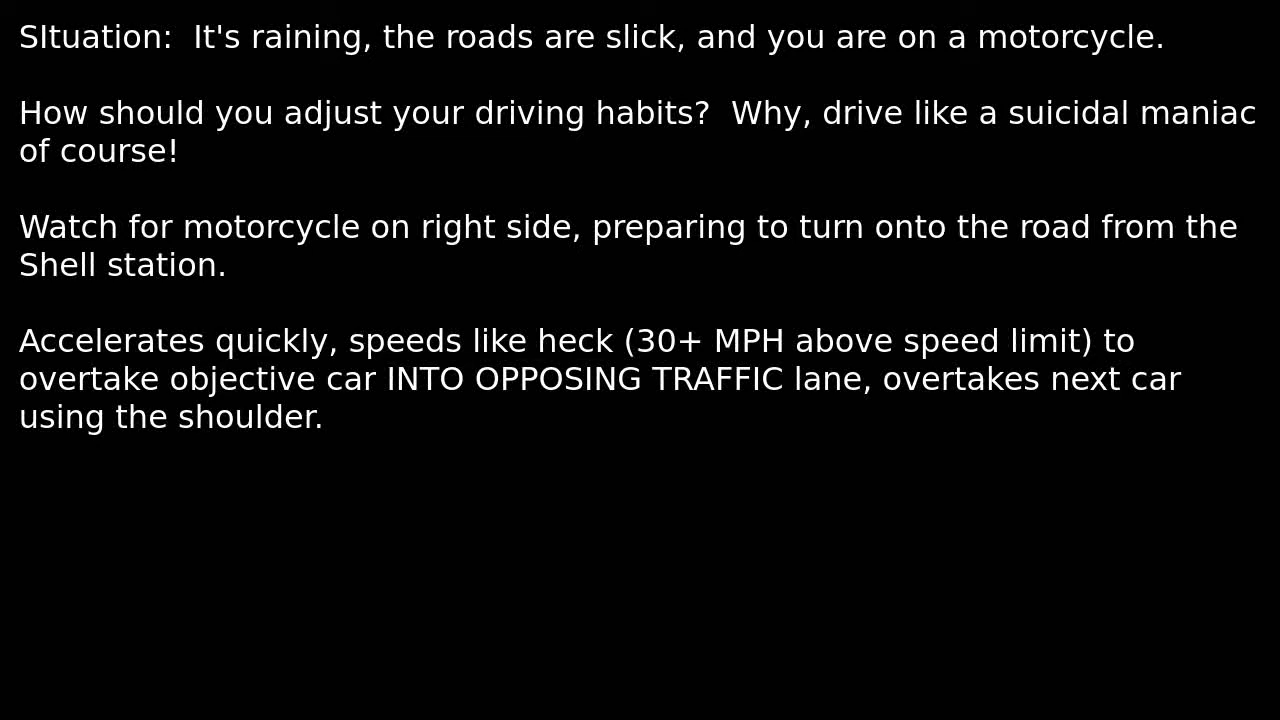 SItuation:  It's raining, the roads are slick, and you are on a motorcycle.
How should you adjust your driving habits?  Why, drive like a suicidal maniac
of course!
Watch for motorcycle on right side, preparing to turn onto the road from the
Shell station.
Accelerates quickly, speeds like heck (30+ MPH above speed limit) to
overtake objective car INTO OPPOSING TRAFFIC lane, overtakes next car
using the shoulder.